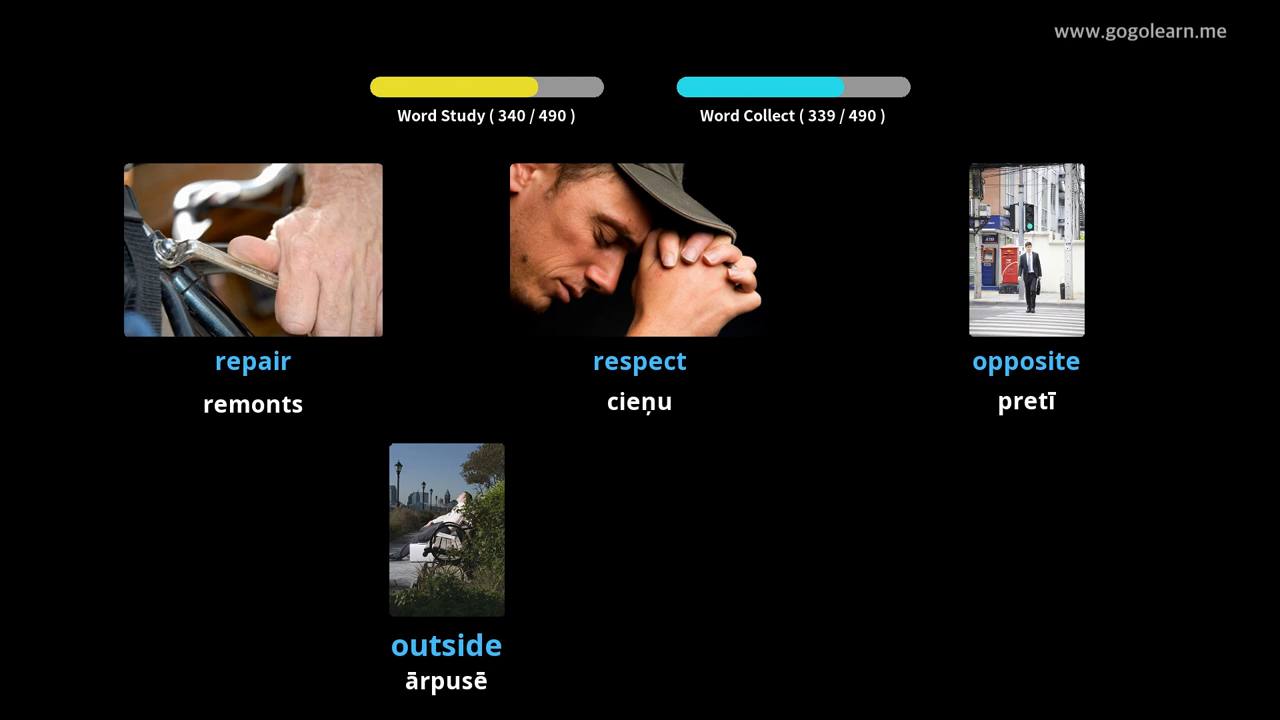 www.gogolearn.me
Word Study ( 340 / 490 )
Word Collect ( 339 / 490 )
repair
remonts
respect
cieņu
opposite
pretī
outside
ārpusē